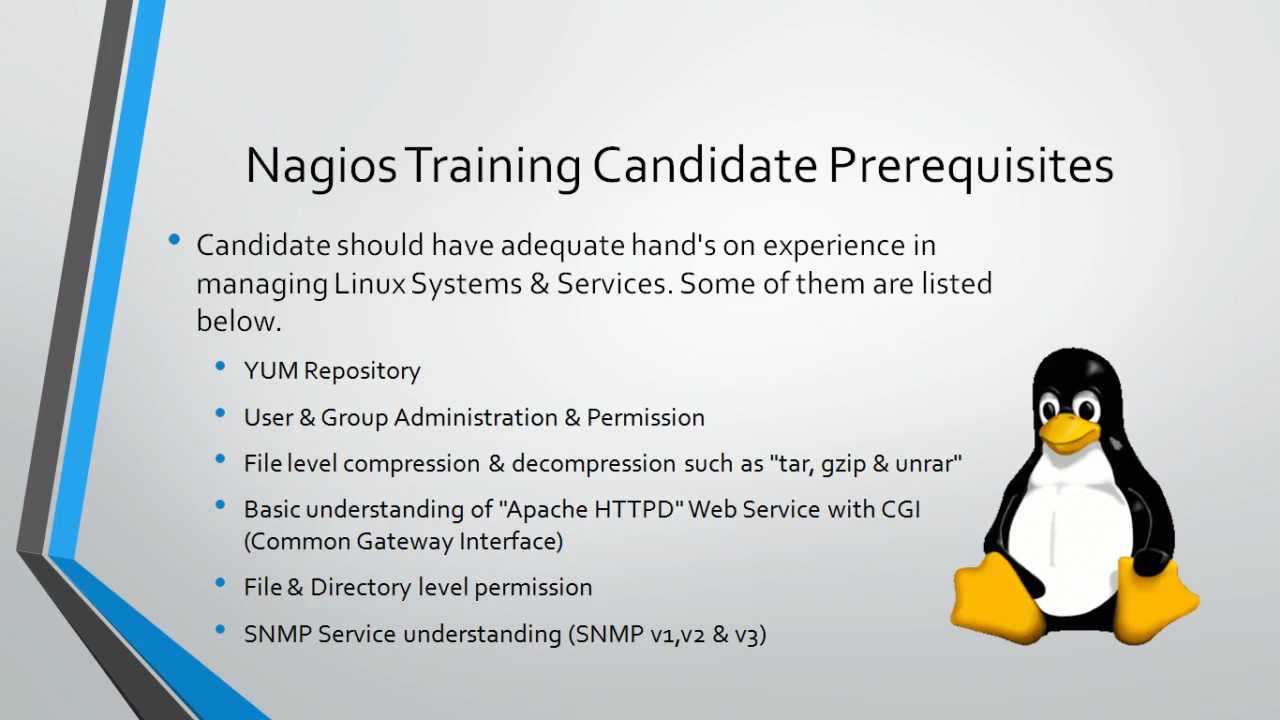 Nagios Training Candidate Prerequisites
Candidate should have adequate hand's on experience in
managing Linux Systems & Services. Some of them are listed
below.
YUM Repository
User & Group Administration & Permission
File level compression & decompression such as "tar, gzip & unrar"
Basic understanding of "Apache HTTPD" Web Service with CGI
(Common Gateway Interface)
File & Directory level permission
SNMP Service understanding (SNMP v1,v2 & v3)